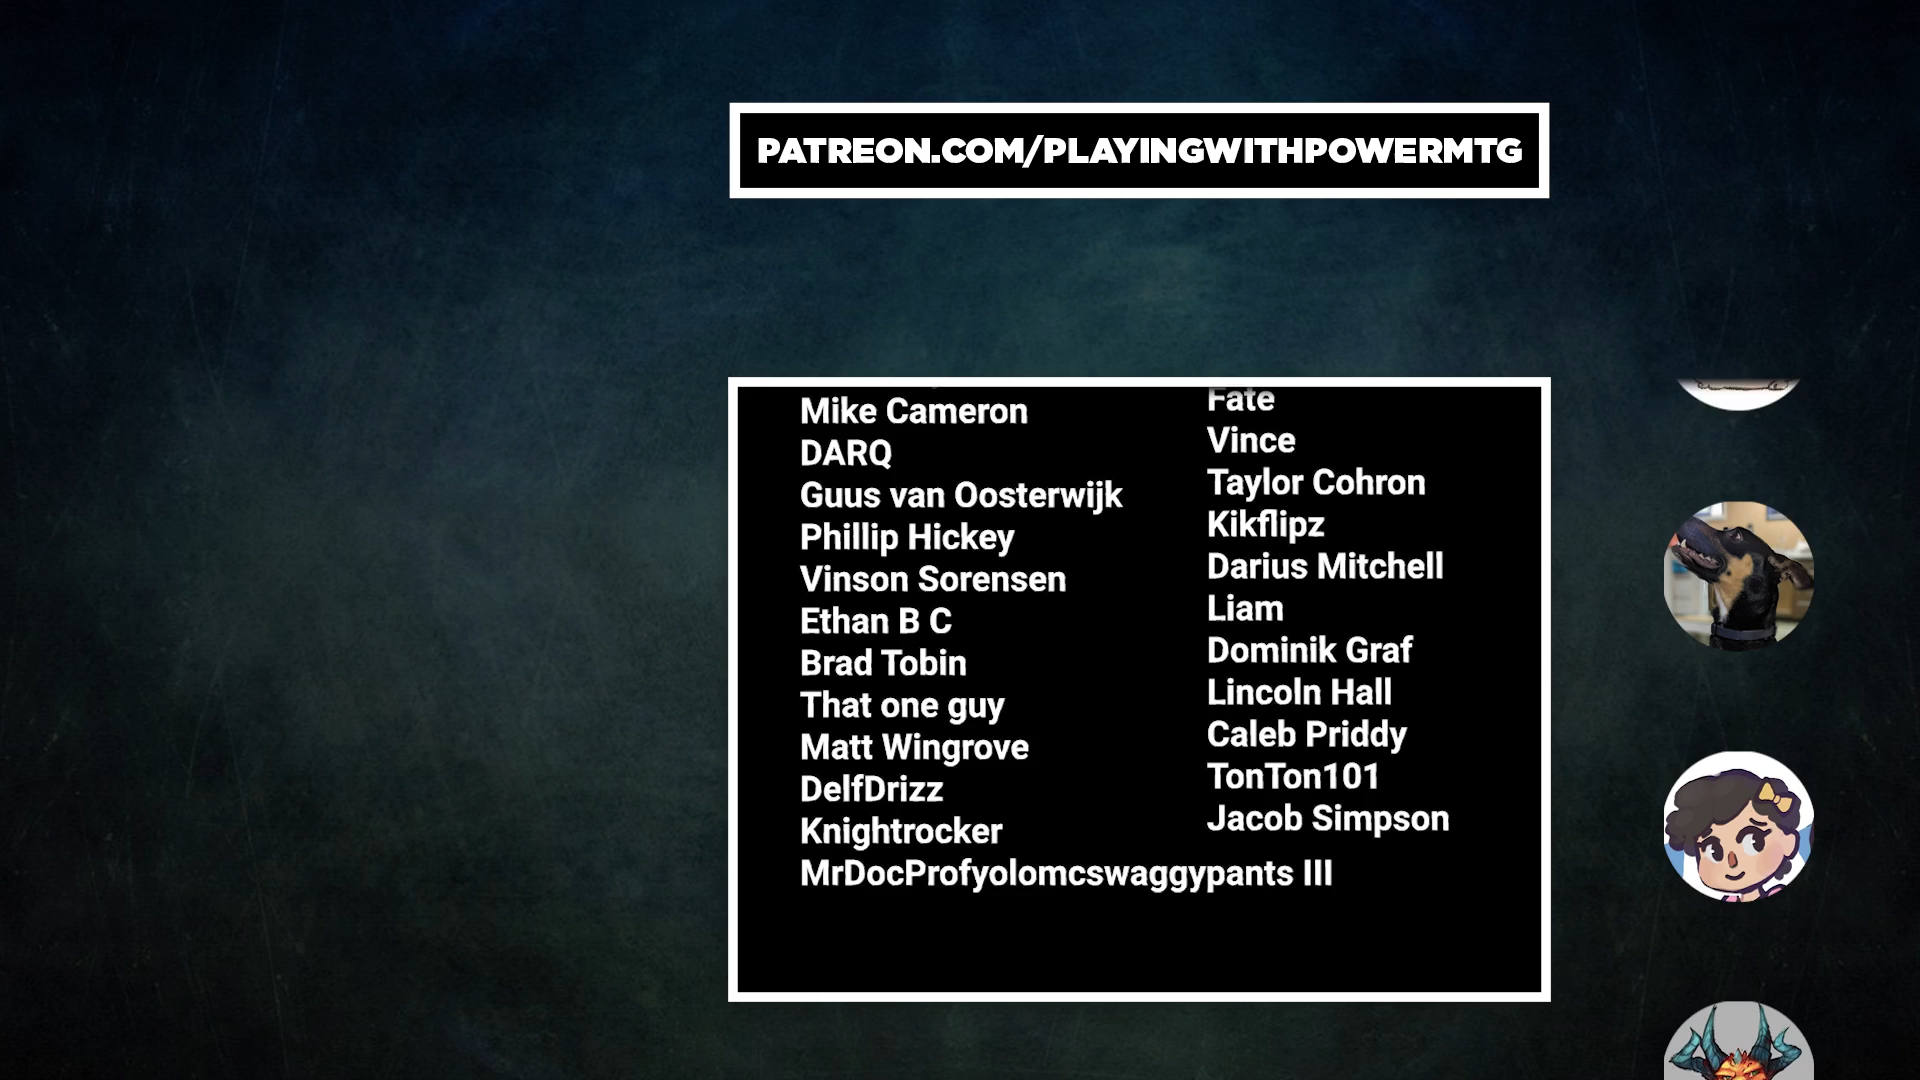 PATREON.COM/PLAYINGWITHPOWERMTG
Mike Cameron
DARQ
Guus van Oosterwijk
Phillip Hickey
Vinson Sorensen
Ethan B C
Brad Tobin
That one guy
Matt Wingrove
DelfDrizz
Knightrocker
MrDocProfyolomcswaggypants III
Fate
Vince
Taylor Cohron
Kikflipz
Darius Mitchell
Liam
Dominik Graf
Lincoln Hall
Caleb Priddy
TonTon101
Jacob Simpson